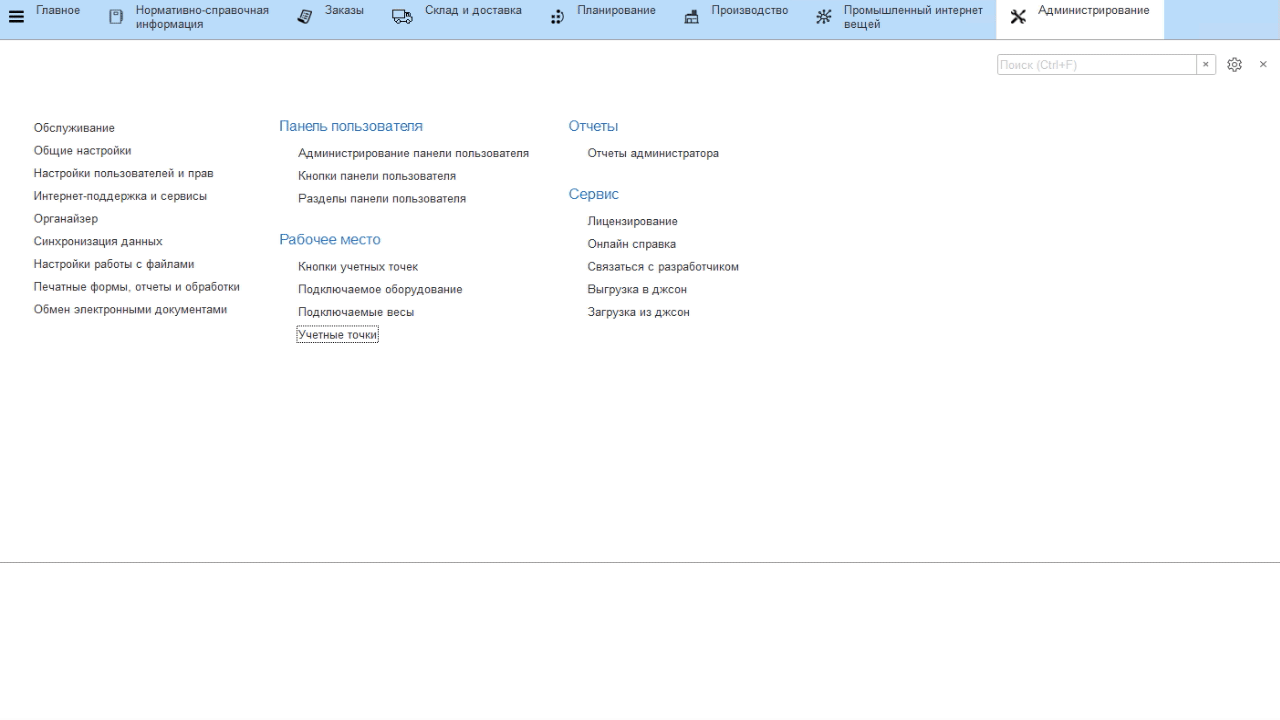 Главное
Нормативно-справочная
информация
Заказы
Склад и доставка
Планирование
Производство
Промышленный интернет
вещей
Администрирование
Поиск (Ctrl+F)
Обслуживание
Общие настройки
Настройки пользователей и прав
Интернет-поддержка и сервисы
Органайзер
Синхронизация данных
Настройки работы с файлами
Печатные формы, отчеты и обработки
Обмен электронными документами
Панель пользователя
Администрирование панели пользователя
Кнопки панели пользователя
Разделы панели пользователя
Рабочее место
Кнопки учетных точек
Подключаемое оборудование
Подключаемые весы
Учетные точки
Отчеты
Отчеты администратора
Сервис
Лицензирование
Онлайн справка
Связаться с разработчиком
Выгрузка в джсон
Загрузка из джсон